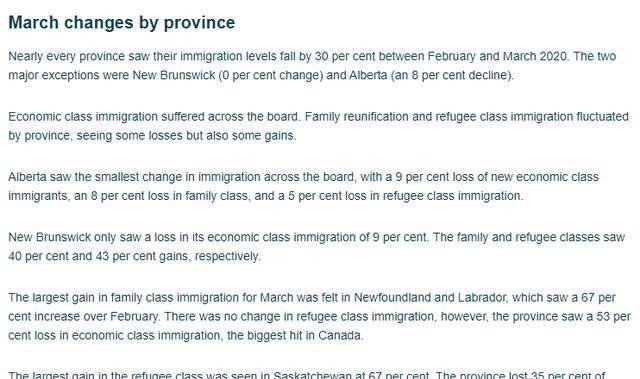 March changes by province
Nearly every province saw their immigration levels fall by 30 per cent between February and March 2020. The two
major exceptions were New Brunswick (0 per cent change) and Alberta (an 8 per cent decline).
Economic class immigration suffered across the board. Family reunification and refugee class immigration fluctuated
by province, seeing some losses but also some gains.
Alberta saw the smallest change in immigration across the board, with a 9 per cent loss of new economic class
immigrants, an 8 per cent loss in family class, and a 5 per cent loss in refugee class immigration.
New Brunswick only saw a loss in its economic class immigration of 9 per cent. The family and refugee classes saw
40 per cent and 43 per cent gains, respectively.
The largest gain in family class immigration for March was felt in Newfoundland and Labrador, which saw a 67 per
cent increase over February. There was no change in refugee class immigration, however, the province saw a 53 per
cent loss in economic class immigration, the biggest hit in Canada.
The largest gain in the refugee class was seen in Saskatchewan at 67 per cent. The province lost 35 per cent of